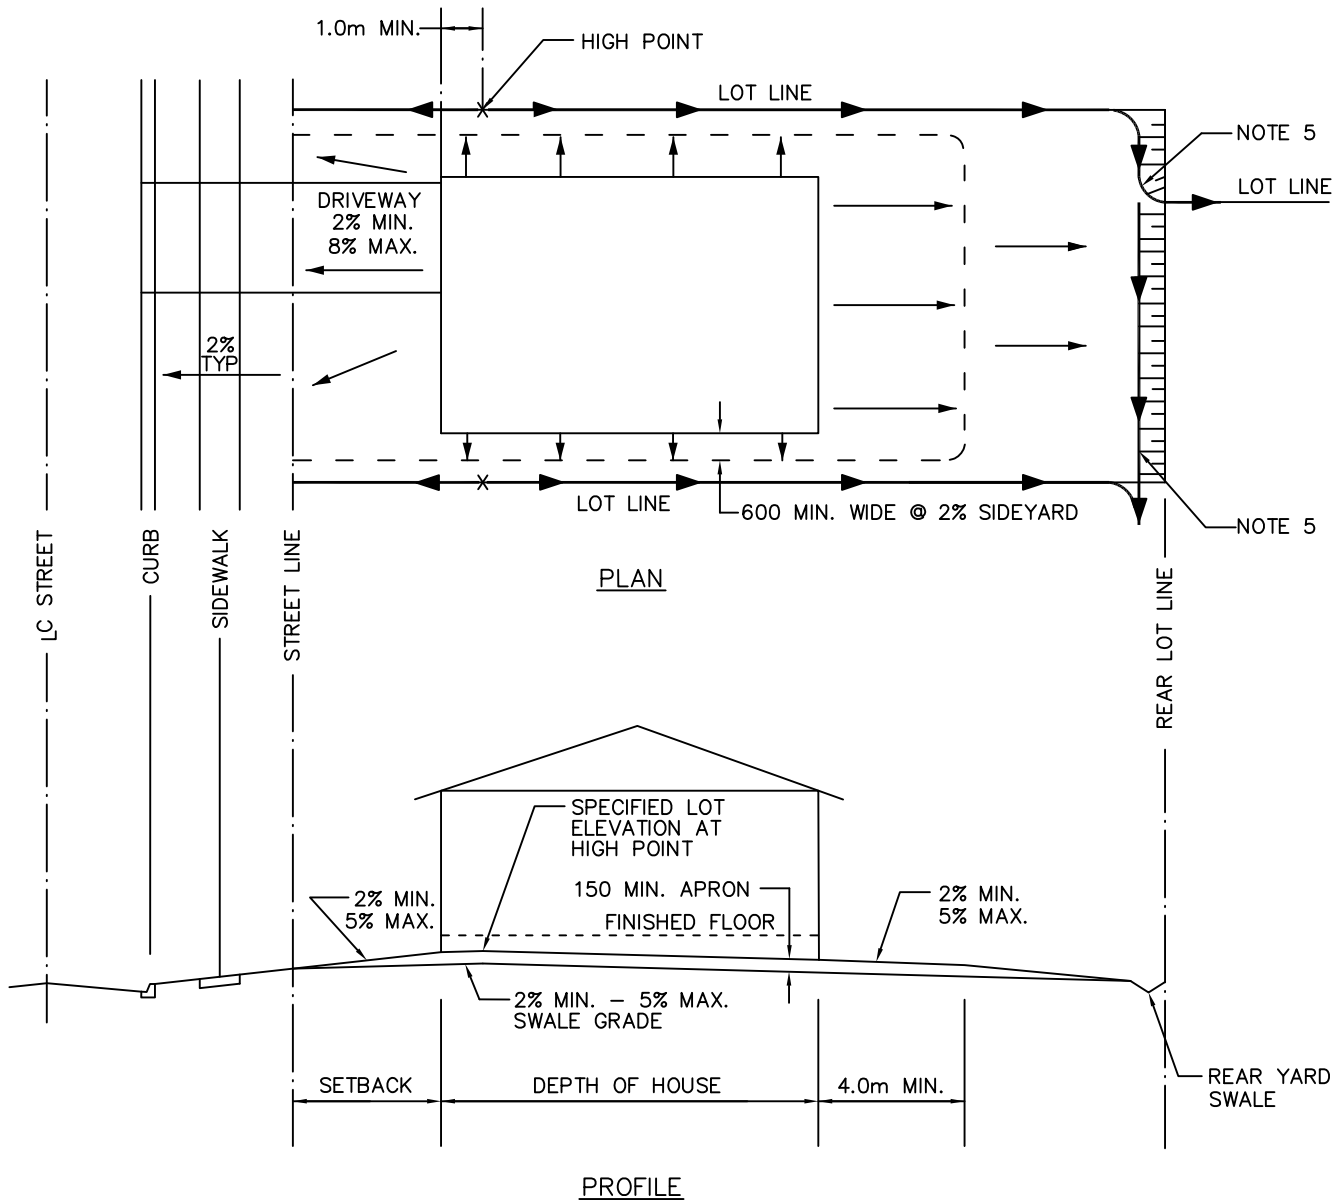 1.0m MIN.
HIGH POINT
LOT LINE
NOTE 5
LOT LINE
DRIVEWAY
2% MIN.
8% MAX.
2%
TYP
LOT LINE
600 MIN. WIDE @ 2% SIDEYARD
NOTE 5
LC STREET
CURB
SIDEWALK
STREET LINE
REAR LOT LINE
PLAN
SPECIFIED LOT
ELEVATION AT
HIGH POINT
2% MIN.
5% MAX.
150 MIN. APRON
FINISHED FLOOR
2% MIN.
5% MAX.
2% MIN. – 5% MAX.
SWALE GRADE
SETBACK
DEPTH OF HOUSE
4.0m MIN.
REAR YARD
SWALE
PROFILE